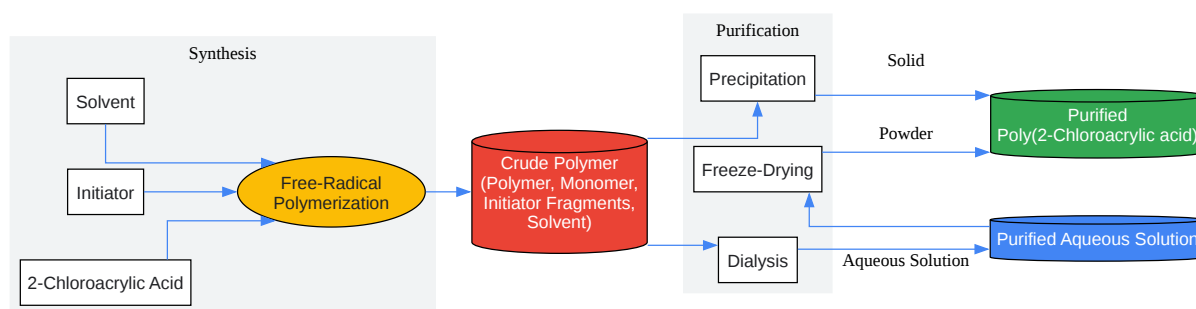 Synthesis
Solvent
Initiator
2-Chloroacrylic Acid
Free-Radical
Polymerization
Crude Polymer
(Polymer, Monomer,
Initiator Fragments,
Solvent)
Purification
Precipitation
Freeze-Drying
Dialysis
Solid
Powder
Aqueous Solution
Purified
Poly(2-Chloroacrylic acid)
Purified Aqueous Solution